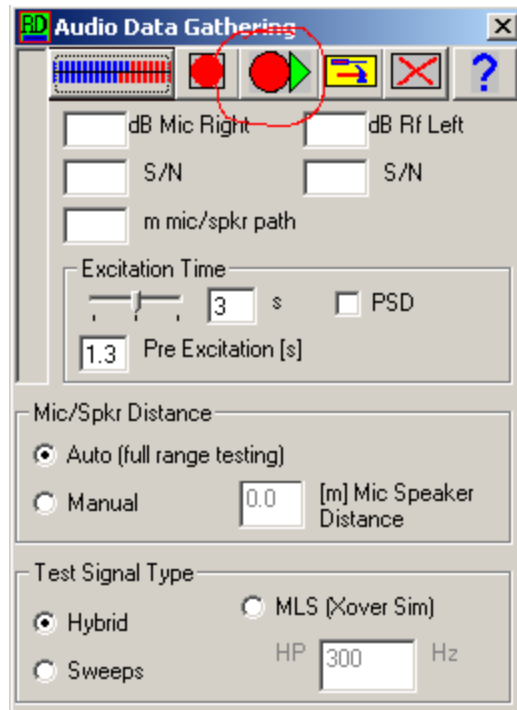 RD Audio Data Gathering
?
dB Mic Right dB Rf Left
S/N S/N
m mic/spkr path
Excitation Time
3 s PSD
1.3 Pre Excitation [s]
Mic/Spkr Distance
Auto (full range testing)
Manual 0.0 [m] Mic Speaker
Distance
Test Signal Type
Hybrid MLS (Xover Sim)
HP 300 Hz
Sweeps